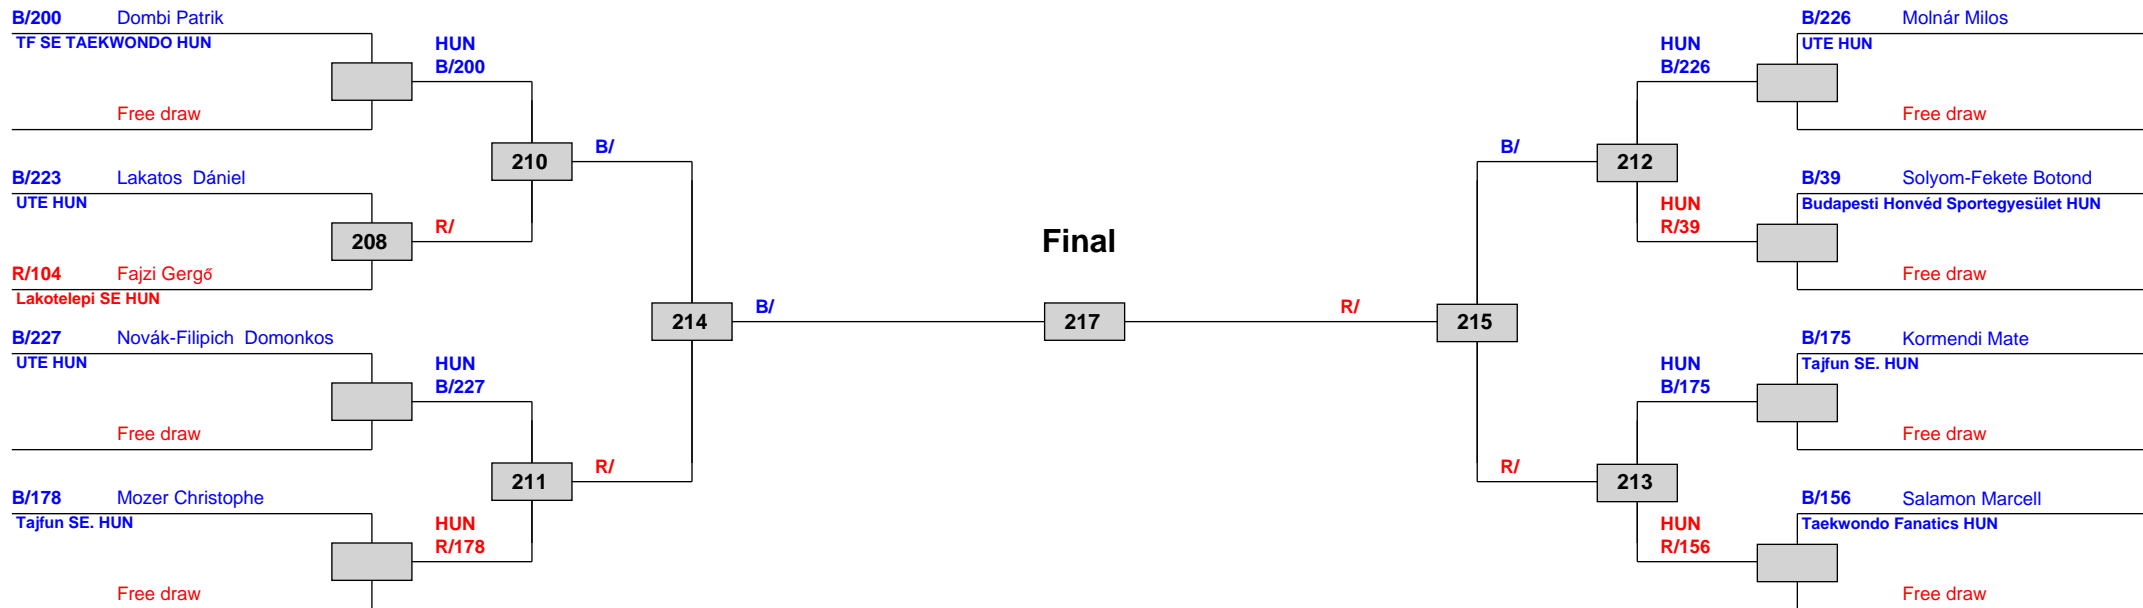 B/200 Dombi Patrik
TF SE TAEKWONDO HUN
Free draw
B/223 Lakatos Dániel
UTE HUN
208
R/104 Fajzi Gergő
Lakotelepi SE HUN
B/227 Novák-Filipich Domonkos
UTE HUN
Free draw
B/178 Mozer Christophe
Tajfun SE. HUN
Free draw
HUN
B/200
210
R/
HUN
B/227
211
HUN
R/178
B/
214
R/
B/
Final
217
R/
B/
215
R/
HUN
B/226
212
HUN
R/39
HUN
B/175
213
HUN
R/156
B/226 Molnár Milos
UTE HUN
Free draw
B/39 Solyom-Fekete Botond
Budapesti Honvéd Sportegyesület HUN
Free draw
B/175 Kormendi Mate
Tajfun SE. HUN
Free draw
B/156 Salamon Marcell
Taekwondo Fanatics HUN
Free draw